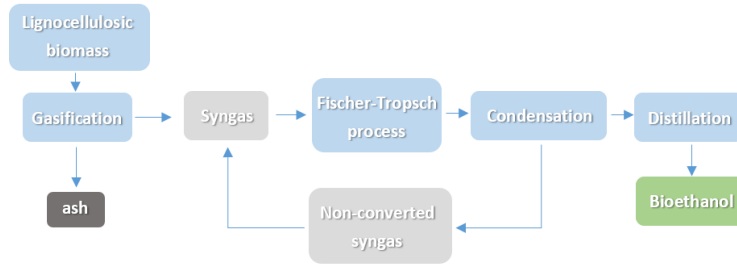 Lignocellulosic
biomass
Gasification
Syngas
Fischer-Tropsch
process
Condensation
Distillation
ash
Non-converted
syngas
Bioethanol